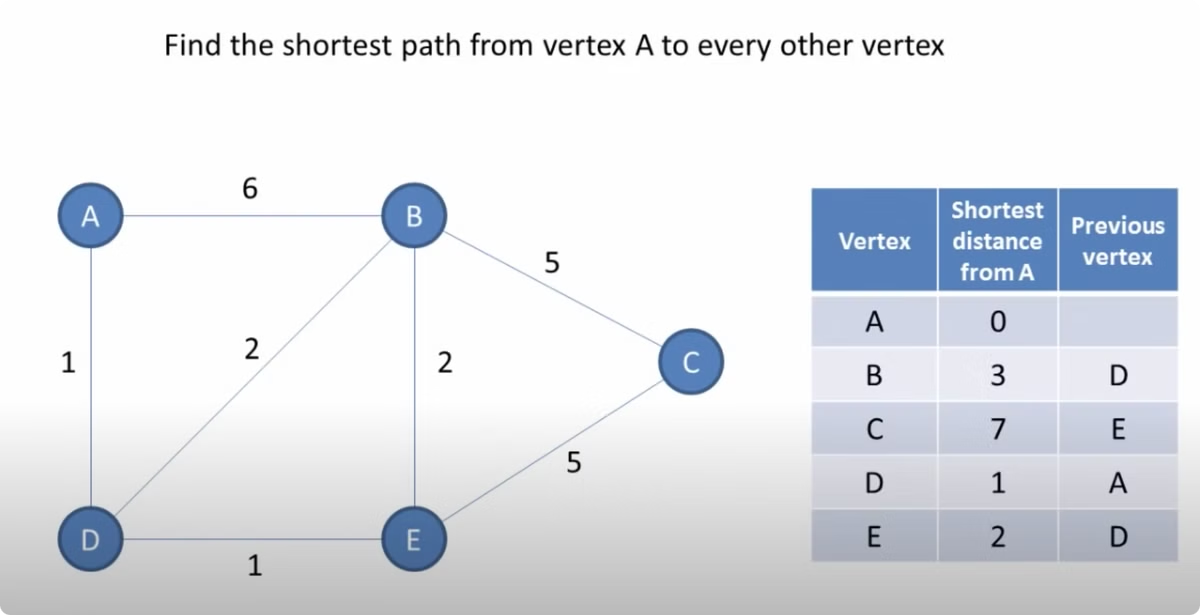 Find the shortest path from vertex A to every other vertex
6
A
B
5
1
2
2
C
5
D
E
1
Vertex
Shortest
distance
from A
Previous
vertex
A 0
B 3 D
C 7 E
D 1 A
E 2 D